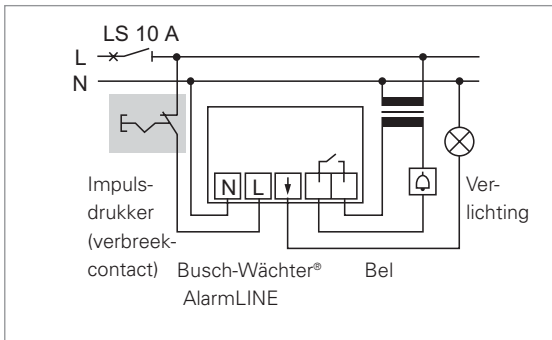 LS 10 A
L
N
N L
Impuls-
drukker
(verbreek-
contact)
Busch-Wächter®
AlarmLINE
Bel
Ver-
lichting